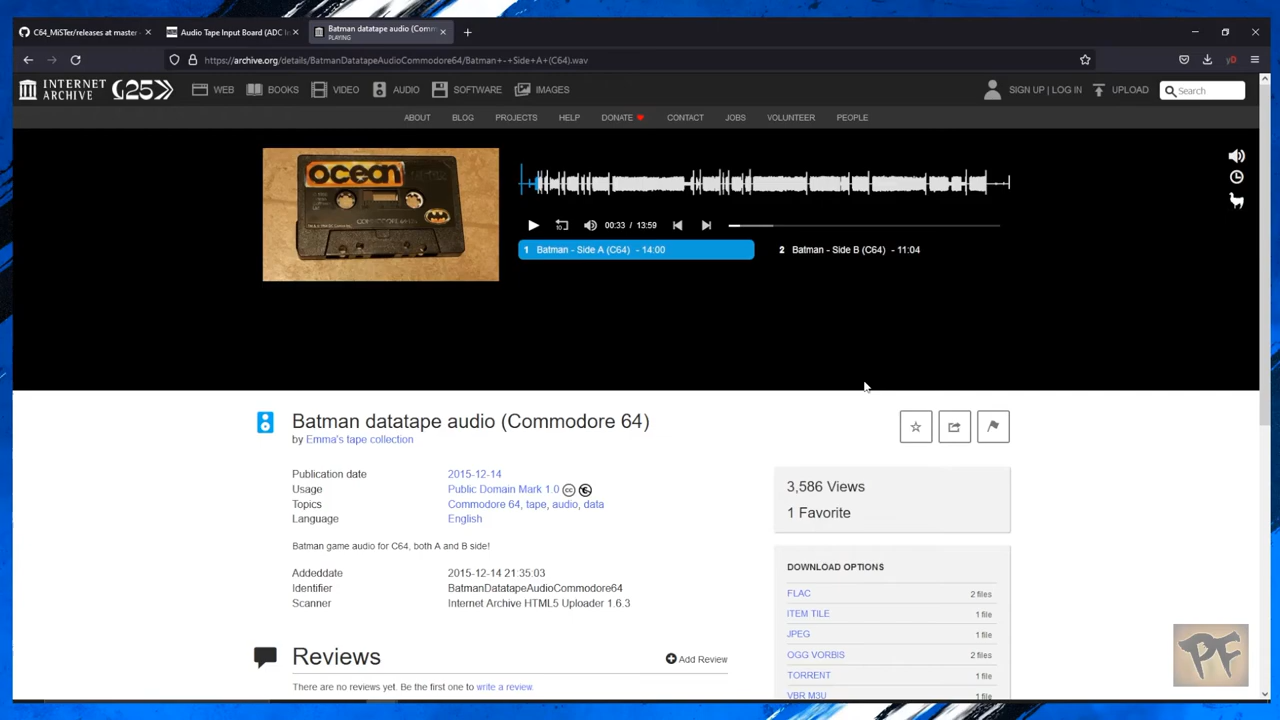 C64_MiSTer/releases at master
Audio Tape Input Board (ADC i
Batman datatape audio (Comm
PLAYING
https://archive.org/details/BatmanDatatapeAudioCommodore64/Batman+-+Side+A+(C64).wav
INTERNET ARCHIVE 25 WEB BOOKS VIDEO AUDIO SOFTWARE IMAGES SIGN UP | LOG IN UPLOAD Search
ABOUT BLOG PROJECTS HELP DONATE CONTACT JOBS VOLUNTEER PEOPLE
ocean
COMMODORE 64
10 00:33 / 13:59
1 Batman - Side A (C64) - 14:00
2 Batman - Side B (C64) - 11:04
Batman datatape audio (Commodore 64)
by Emma's tape collection
Publication date 2015-12-14
Usage Public Domain Mark 1.0
Topics Commodore 64, tape, audio, data
Language English
Batman game audio for C64, both A and B side!
Addeddate 2015-12-14 21:35:03
Identifier BatmanDatatapeAudioCommodore64
Scanner Internet Archive HTML5 Uploader 1.6.3
Reviews
Add Review
There are no reviews yet. Be the first one to write a review.
3,586 Views
1 Favorite
DOWNLOAD OPTIONS
FLAC 2 files
ITEM TILE 1 file
JPEG 1 file
OGG VORBIS 2 files
TORRENT 1 file
VBR M3U 1 file
PF